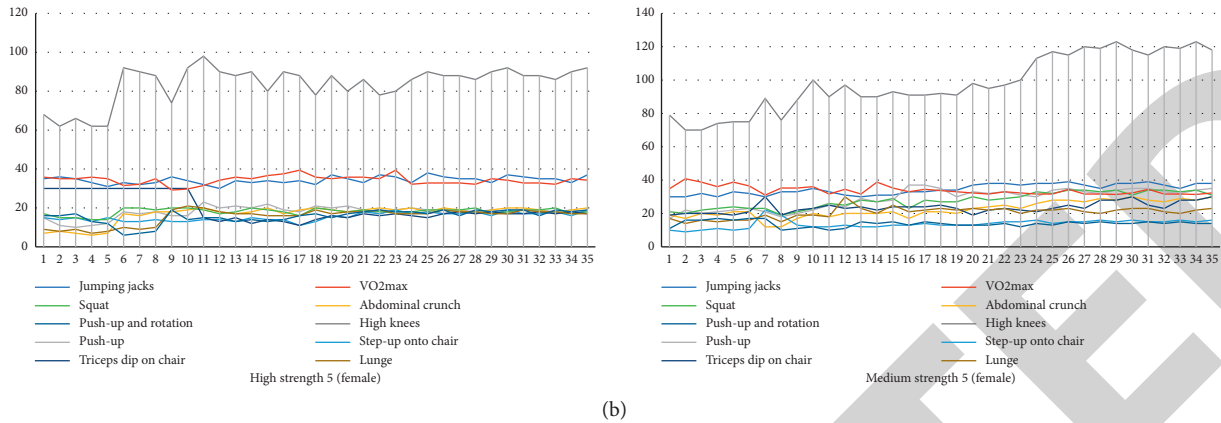 120
100
80
60
40
20
0
1 2 3 4 5 6 7 8 9 10 11 12 13 14 15 16 17 18 19 20 21 22 23 24 25 26 27 28 29 30 31 32 33 34 35
Jumping jacks VO2max
Squat Abdominal crunch
Push-up and rotation High knees
Push-up Step-up onto chair
Triceps dip on chair Lunge
High strength 5 (female)
140
120
100
80
60
40
20
0
1 2 3 4 5 6 7 8 9 10 11 12 13 14 15 16 17 18 19 20 21 22 23 24 25 26 27 28 29 30 31 32 33 34 35
Jumping jacks VO2max
Squat Abdominal crunch
Push-up and rotation High knees
Push-up Step-up onto chair
Triceps dip on chair Lunge
Medium strength 5 (female)
(b)